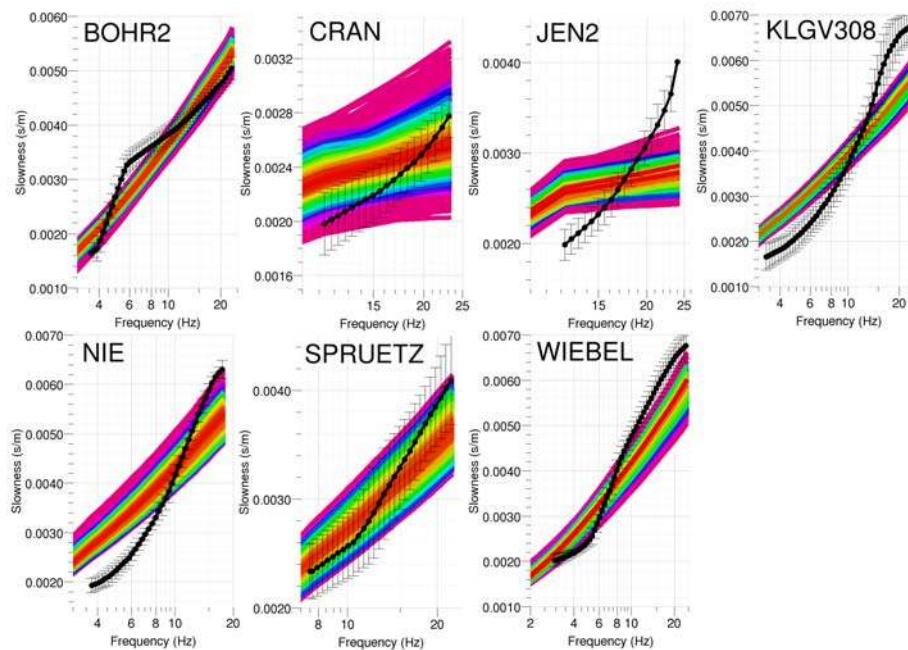 BOHR2
0.0060
0.0050
0.0040
0.0030
0.0020
0.0010
Slowness (s/m)
4 6 8 10 20
Frequency (Hz)
CRAN
0.0032
0.0028
0.0024
0.0020
0.0016
Slowness (s/m)
15 20 25
Frequency (Hz)
JEN2
0.0040
0.0030
0.0020
Slowness (s/m)
15 20 25
Frequency (Hz)
KLGV308
0.0070
0.0060
0.0050
0.0040
0.0030
0.0020
0.0010
Slowness (s/m)
4 6 8 10 20
Frequency (Hz)
NIE
0.0070
0.0060
0.0050
0.0040
0.0030
0.0020
Slowness (s/m)
4 6 8 10 20
Frequency (Hz)
SPRUETZ
0.0040
0.0030
0.0020
Slowness (s/m)
8 10 20
Frequency (Hz)
WIEBEL
0.0070
0.0060
0.0050
0.0040
0.0030
0.0020
0.0010
Slowness (s/m)
2 4 6 8 10 20
Frequency (Hz)